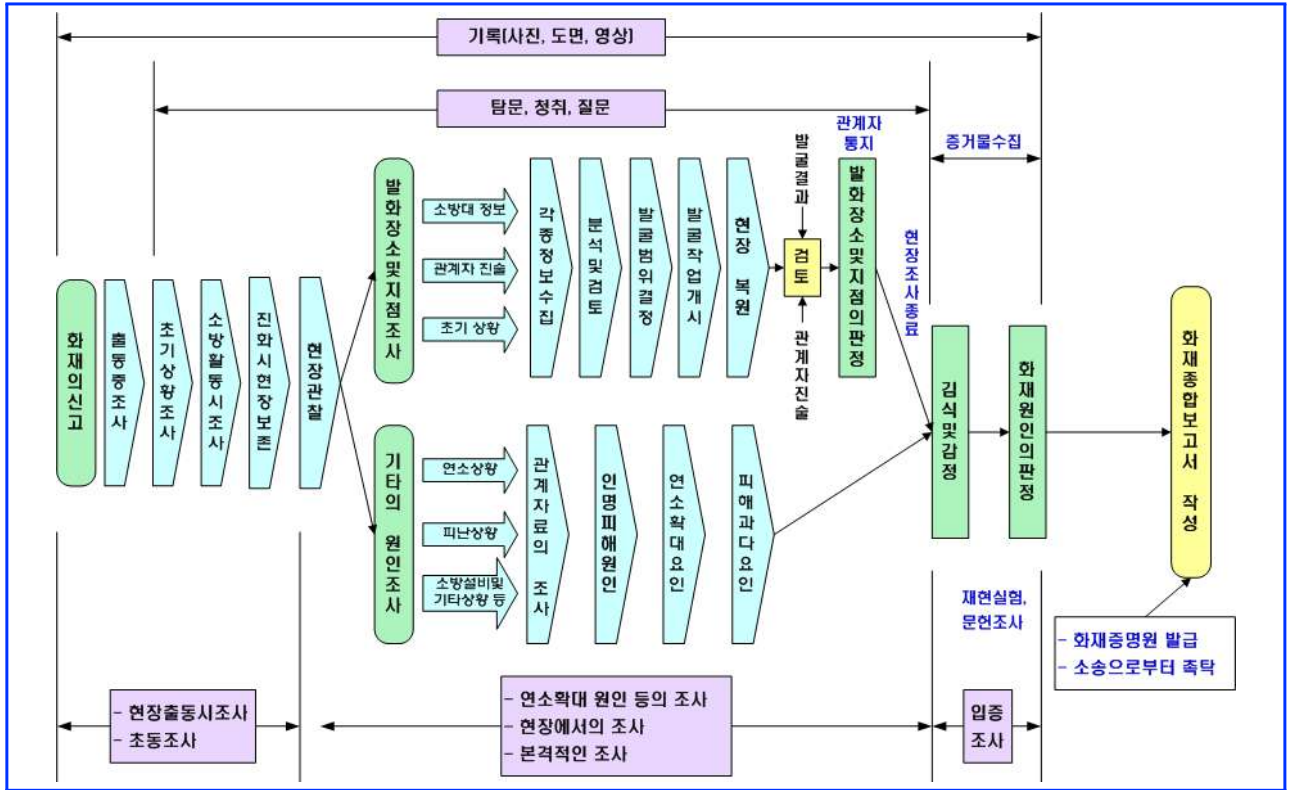 기록(사진, 도면, 영상)
탐문, 청취, 질문
관계자
통지
증거물수집
발굴결과
화재의신고
출동중조사
초기상황조사
소방활동시조사
진화시현장보존
현장관찰
발화장소및지점조사
소방대 정보
관계자 진술
초기 상황
각종정보수집
분석및검토
발굴범위결정
발굴작업개시
현장 복원
검토
관계자진술
발화장소및지점의판정
현장조사종료
기타의 원인조사
연소상황
피난상황
소방설비및
기타상황 등
관계자료의 조사
인명피해원인
연소확대요인
피해과다요인
김식및감정
화재원인의판정
화재종합보고서 작성
재현실험,
문헌조사
- 화재증명원 발급
- 소송으로부터 촉탁
- 현장출동시조사
- 초동조사
- 연소확대 원인 등의 조사
- 현장에서의 조사
- 본격적인 조사
입증
조사